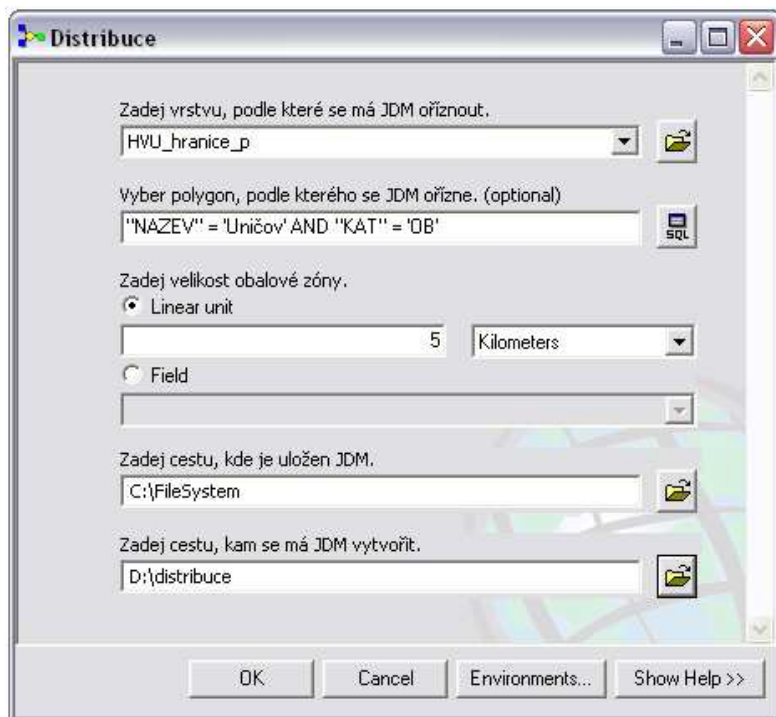 Distribuce
Zadej vrstvu, podle které se má JDM oříznout.
HVU_hranice_p
Vyber polygon, podle kterého se JDM ořízne. (optional)
"NAZEV" = 'Uničov' AND "KAT" = 'OB'
SQL
Zadej velikost obalové zóny.
Linear unit
5 Kilometers
Field
Zadej cestu, kde je uložen JDM.
C:\FileSystem
Zadej cestu, kam se má JDM vytvořit.
D:\distribuce
OK Cancel Environments... Show Help >>